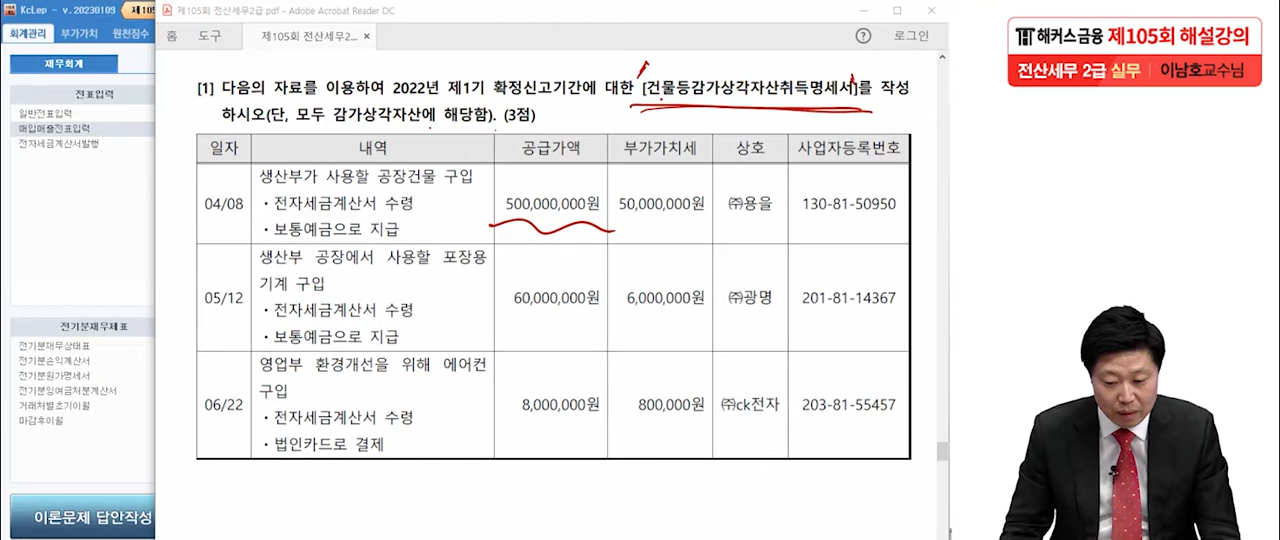 KcLep - v.20230109
제105회 전산세무2급.pdf - Adobe Acrobat Reader DC
회계관리 부가가치 원천징수
홈 도구 제105회 전산세무2... × ? 로그인
재무회계
전표입력
일반전표입력
매입매출전표입력
전자세금계산서발행
전기분재무제표
전기분재무상태표
전기분손익계산서
전기분원가명세서
전기분잉여금처분계산서
거래처별초기이월
마감후이월
이론문제 답안작성
[1] 다음의 자료를 이용하여 2022년 제1기 확정신고기간에 대한 [건물등감가상각자산취득명세서]를 작성
하시오(단, 모두 감가상각자산에 해당함). (3점)
일자 내역 공급가액 부가가치세 상호 사업자등록번호
생산부가 사용할 공장건물 구입
04/08 ・전자세금계산서 수령 500,000,000원 50,000,000원 ㈜용을 130-81-50950
・보통예금으로 지급
생산부 공장에서 사용할 포장용
기계 구입
05/12 ・전자세금계산서 수령 60,000,000원 6,000,000원 ㈜광명 201-81-14367
・보통예금으로 지급
영업부 환경개선을 위해 에어컨
구입
06/22 ・전자세금계산서 수령 8,000,000원 800,000원 ㈜ck전자 203-81-55457
・법인카드로 결제
해커스금융 제105회 해설강의
전산세무 2급 실무 이남호교수님